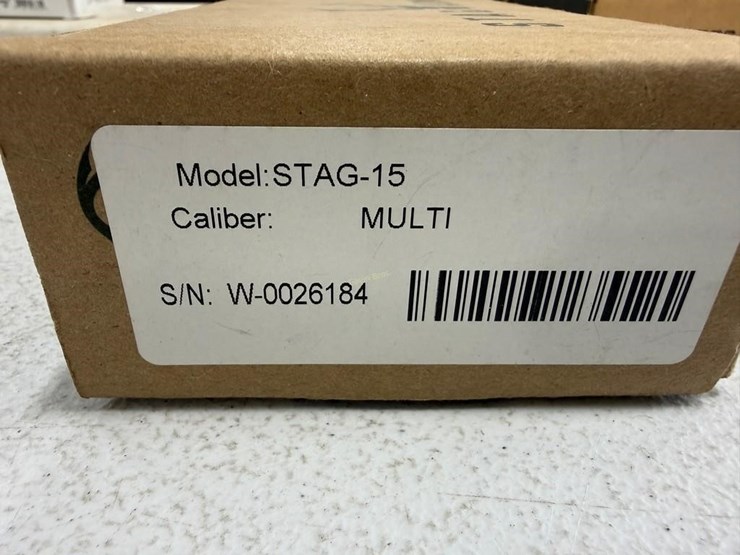 Model:STAG-15
Caliber: MULTI
S/N: W-0026184